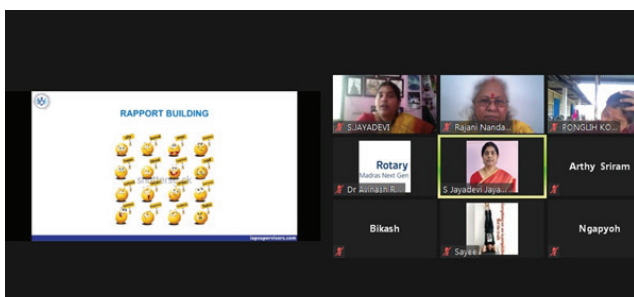 RAPPORT BUILDING
S.JAYADEVI
Rajani Nanda...
PONGLIH KO...
Rotary
Madras Next Gen
Dr Avinash R...
S Jayadevi Jaya...
Arthy Sriram
Bikash
Sayee
Ngapyoh